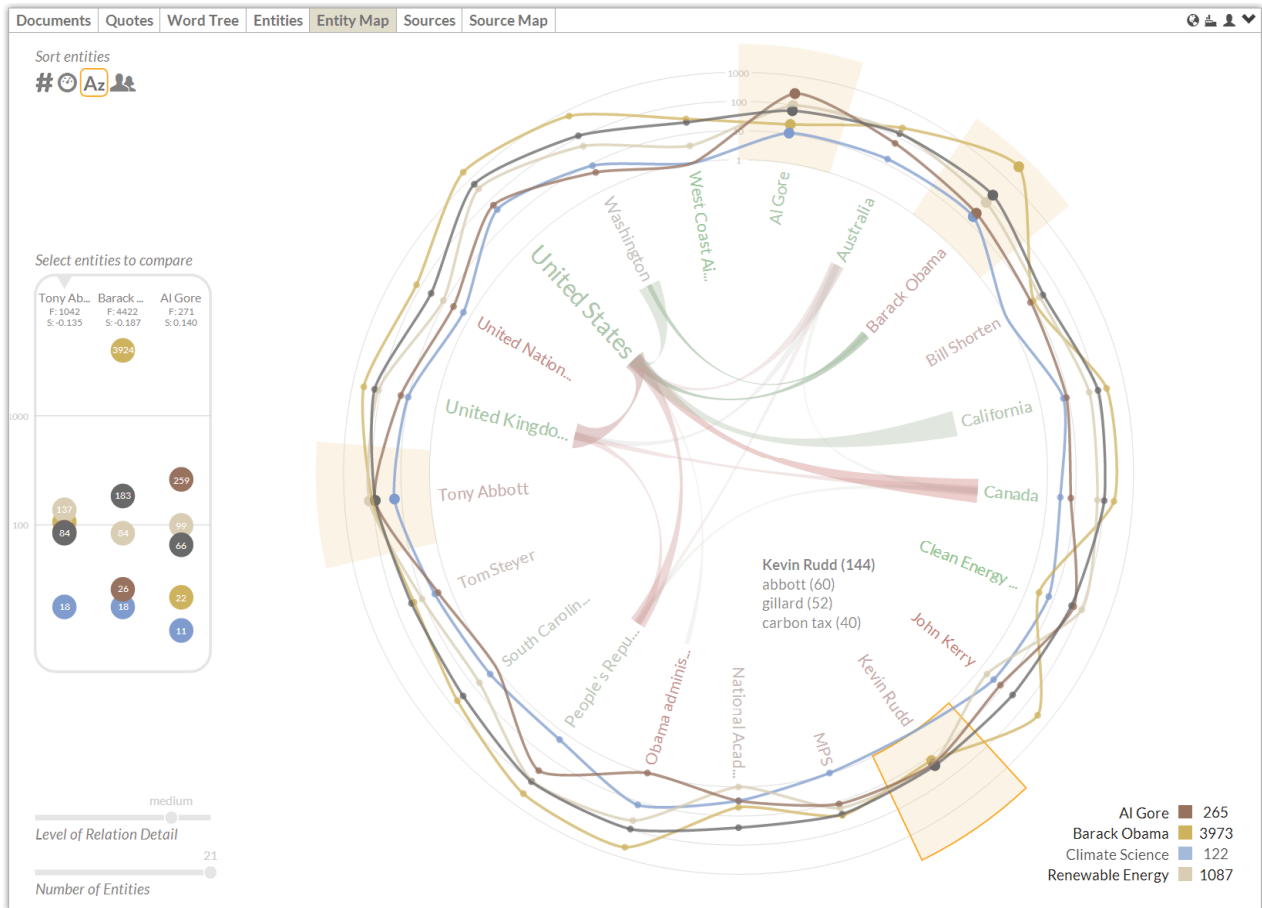 Documents Quotes Word Tree Entities Entity Map Sources Source Map
Sort entities
# Az
1000
100
10
1
Select entities to compare
Tony Ab... Barack ... Al Gore
F: 1042 F: 4422 F: 271
S:-0.135 S:-0.187 S:0.140
3924
1000
259
183
137
100
99
84
84
66
26
22
18
18
11
Al Gore
Australia
Barack Obama
Bill Shorten
California
Canada
Clean Energy ...
John Kerry
Kevin Rudd
MPS
National Acad...
Obama adminis...
People's Repu...
South Carolin...
Tom Steyer
Tony Abbott
United Kingdo...
United Nation...
United States
Washington
West Coast Ai...
Kevin Rudd (144)
abbott (60)
gillard (52)
carbon tax (40)
medium
Level of Relation Detail
21
Number of Entities
Al Gore 265
Barack Obama 3973
Climate Science 122
Renewable Energy 1087